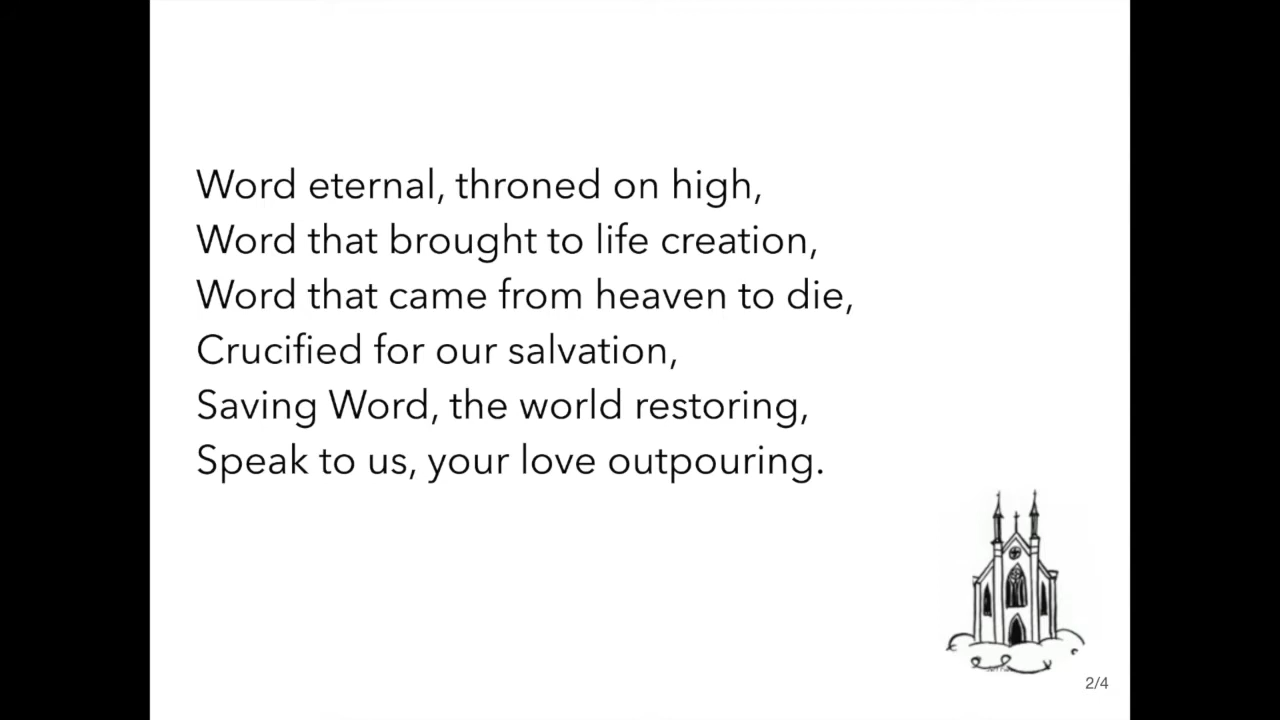 Word eternal, throned on high,
Word that brought to life creation,
Word that came from heaven to die,
Crucified for our salvation,
Saving Word, the world restoring,
Speak to us, your love outpouring.
2/4